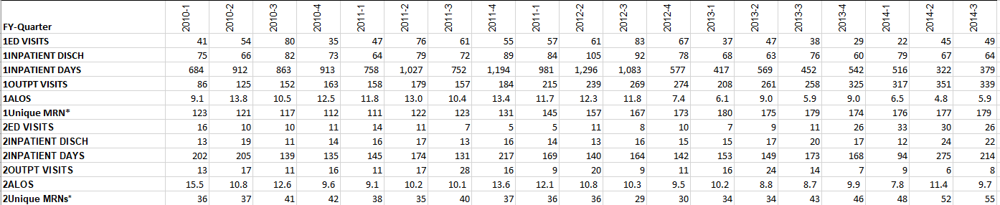 FY-Quarter 2010-1 2010-2 2010-3 2010-4 2011-1 2011-2 2011-3 2011-4 2012-1 2012-2 2012-3 2012-4 2013-1 2013-2 2013-3 2013-4 2014-1 2014-2 2014-3
1ED VISITS 41 54 80 35 47 76 61 55 57 61 83 67 37 47 38 29 22 45 49
1INPATIENT DISCH 75 66 82 73 64 79 72 89 84 105 92 78 68 63 76 60 79 67 64
1INPATIENT DAYS 684 912 863 913 758 1,027 752 1,194 981 1,296 1,083 577 417 569 452 542 516 322 379
1OUTPT VISITS 86 125 152 163 158 179 157 184 215 239 269 274 208 261 258 325 317 351 339
1ALOS 9.1 13.8 10.5 12.5 11.8 13.0 10.4 13.4 11.7 12.3 11.8 7.4 6.1 9.0 5.9 9.0 6.5 4.8 5.9
1Unique MRN* 123 121 117 112 111 122 123 131 145 157 167 173 180 175 179 174 176 177 179
2ED VISITS 16 10 10 11 14 11 7 5 5 11 8 10 7 9 11 26 33 30 26
2INPATIENT DISCH 13 19 11 14 16 17 13 16 14 13 16 15 15 17 20 17 12 24 22
2INPATIENT DAYS 202 205 139 135 145 174 131 217 169 140 164 142 153 149 173 168 94 275 214
2OUTPT VISITS 13 17 11 16 11 17 28 16 9 20 9 11 16 24 14 7 9 6 8
2ALOS 15.5 10.8 12.6 9.6 9.1 10.2 10.1 13.6 12.1 10.8 10.3 9.5 10.2 8.8 8.7 9.9 7.8 11.4 9.7
2Unique MRNs* 36 37 41 42 38 35 40 37 36 36 29 30 34 34 43 46 48 52 55